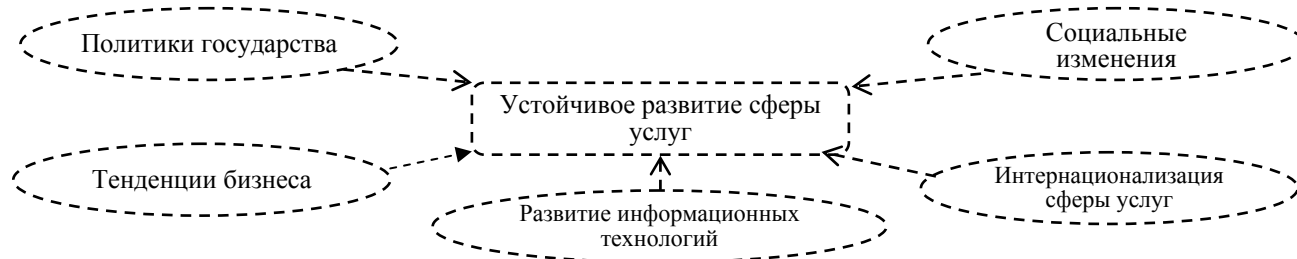 Политики государства
Социальные
изменения
Устойчивое развитие сферы
услуг
Тенденции бизнеса
Развитие информационных
технологий
Интернационализация
сферы услуг